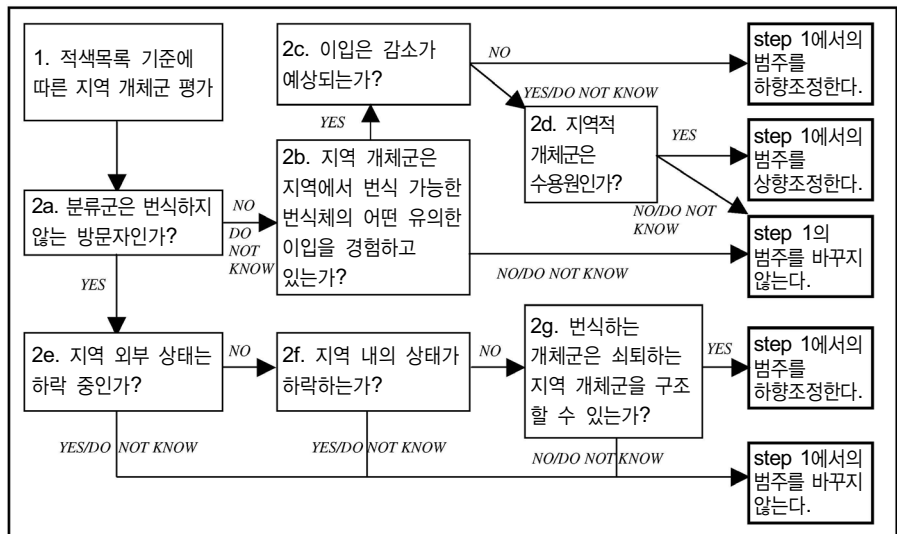 1. 적색목록 기준에
따른 지역 개체군 평가
2a. 분류군은 번식하지
않는 방문자인가?
NO
DO
NOT
KNOW
YES
2b. 지역 개체군은
지역에서 번식 가능한
번식체의 어떤 유의한
이입을 경험하고
있는가?
YES
NO/DO NOT KNOW
2c. 이입은 감소가
예상되는가?
NO
YES/DO NOT KNOW
2d. 지역적
개체군은
수용원인가?
YES
NO/DO NOT
KNOW
step 1에서의
범주를
하향조정한다.
step 1에서의
범주를
상향조정한다.
step 1의
범주를 바꾸지
않는다.
2e. 지역 외부 상태는
하락 중인가?
NO
YES/DO NOT KNOW
2f. 지역 내의 상태가
하락하는가?
NO
YES/DO NOT KNOW
2g. 번식하는
개체군은 쇠퇴하는
지역 개체군을 구조
할 수 있는가?
YES
NO/DO NOT KNOW
step 1에서의
범주를
하향조정한다.
step 1에서의
범주를 바꾸지
않는다.